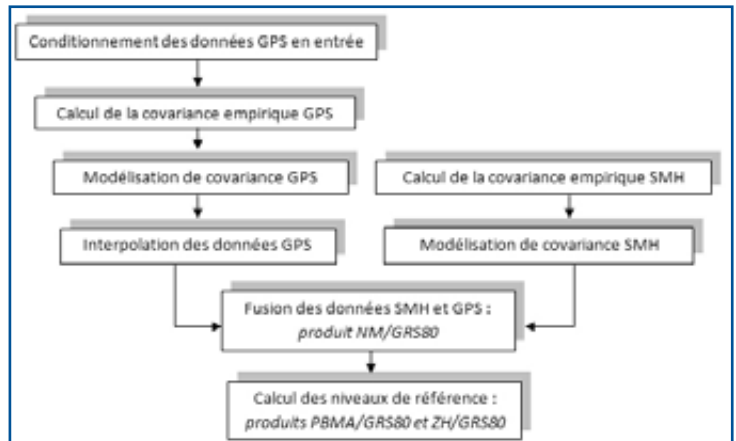 Conditionnement des données GPS en entrée
Calcul de la covariance empirique GPS
Modélisation de covariance GPS
Calcul de la covariance empirique SMH
Interpolation des données GPS
Modélisation de covariance SMH
Fusion des données SMH et GPS :
produit NM/GRS80
Calcul des niveaux de référence :
produits PBMA/GRS80 et ZH/GRS80